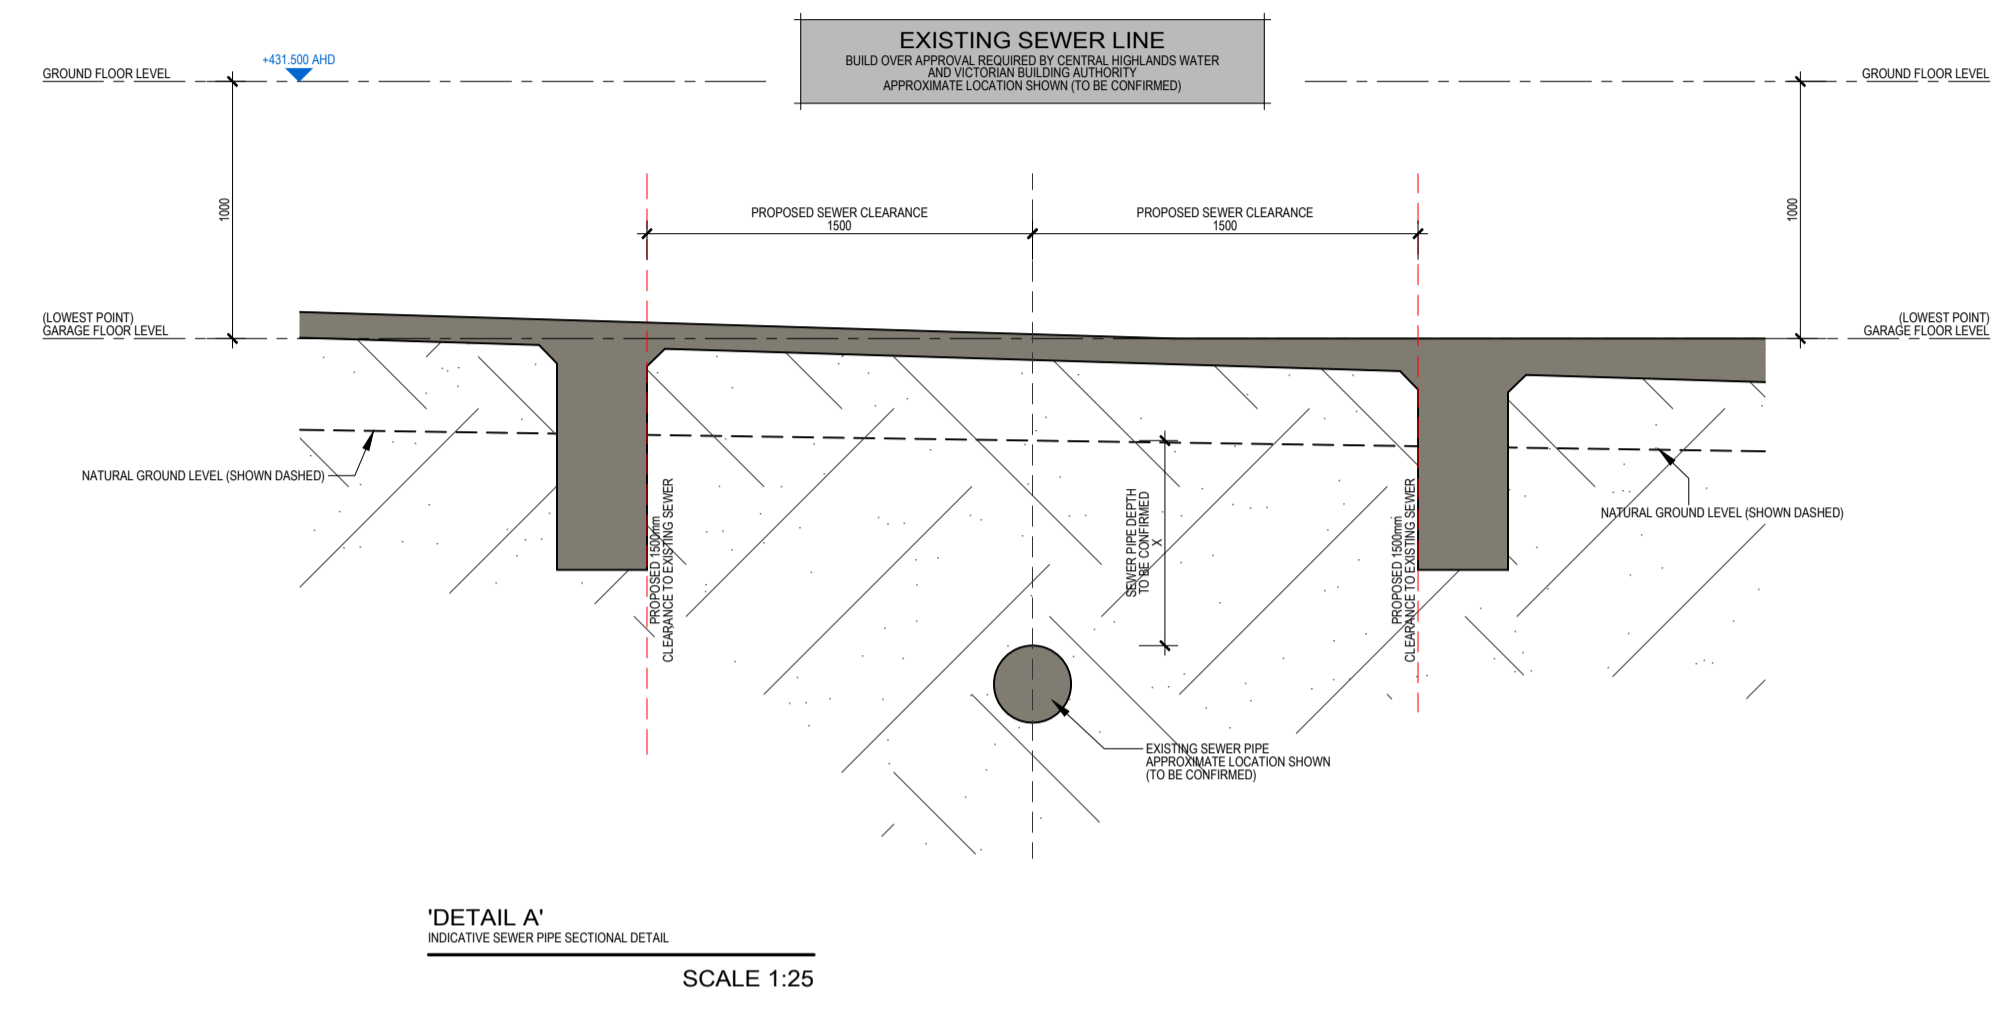 EXISTING SEWER LINE
BUILD OVER APPROVAL REQUIRED BY CENTRAL HIGHLANDS WATER
AND VICTORIAN BUILDING AUTHORITY
APPROXIMATE LOCATION SHOWN (TO BE CONFIRMED)
+431.500 AHD
GROUND FLOOR LEVEL
GROUND FLOOR LEVEL
1000
1000
PROPOSED SEWER CLEARANCE
1500
PROPOSED SEWER CLEARANCE
1500
(LOWEST POINT)
GARAGE FLOOR LEVEL
(LOWEST POINT)
GARAGE FLOOR LEVEL
NATURAL GROUND LEVEL (SHOWN DASHED)
PROPOSED 1500mm
CLEARANCE TO EXISTING SEWER
SEWER PIPE DEPTH
TO BE CONFIRMED
X
PROPOSED 1500mm
CLEARANCE TO EXISTING SEWER
NATURAL GROUND LEVEL (SHOWN DASHED)
EXISTING SEWER PIPE
APPROXIMATE LOCATION SHOWN
(TO BE CONFIRMED)
'DETAIL A'
INDICATIVE SEWER PIPE SECTIONAL DETAIL
SCALE 1:25